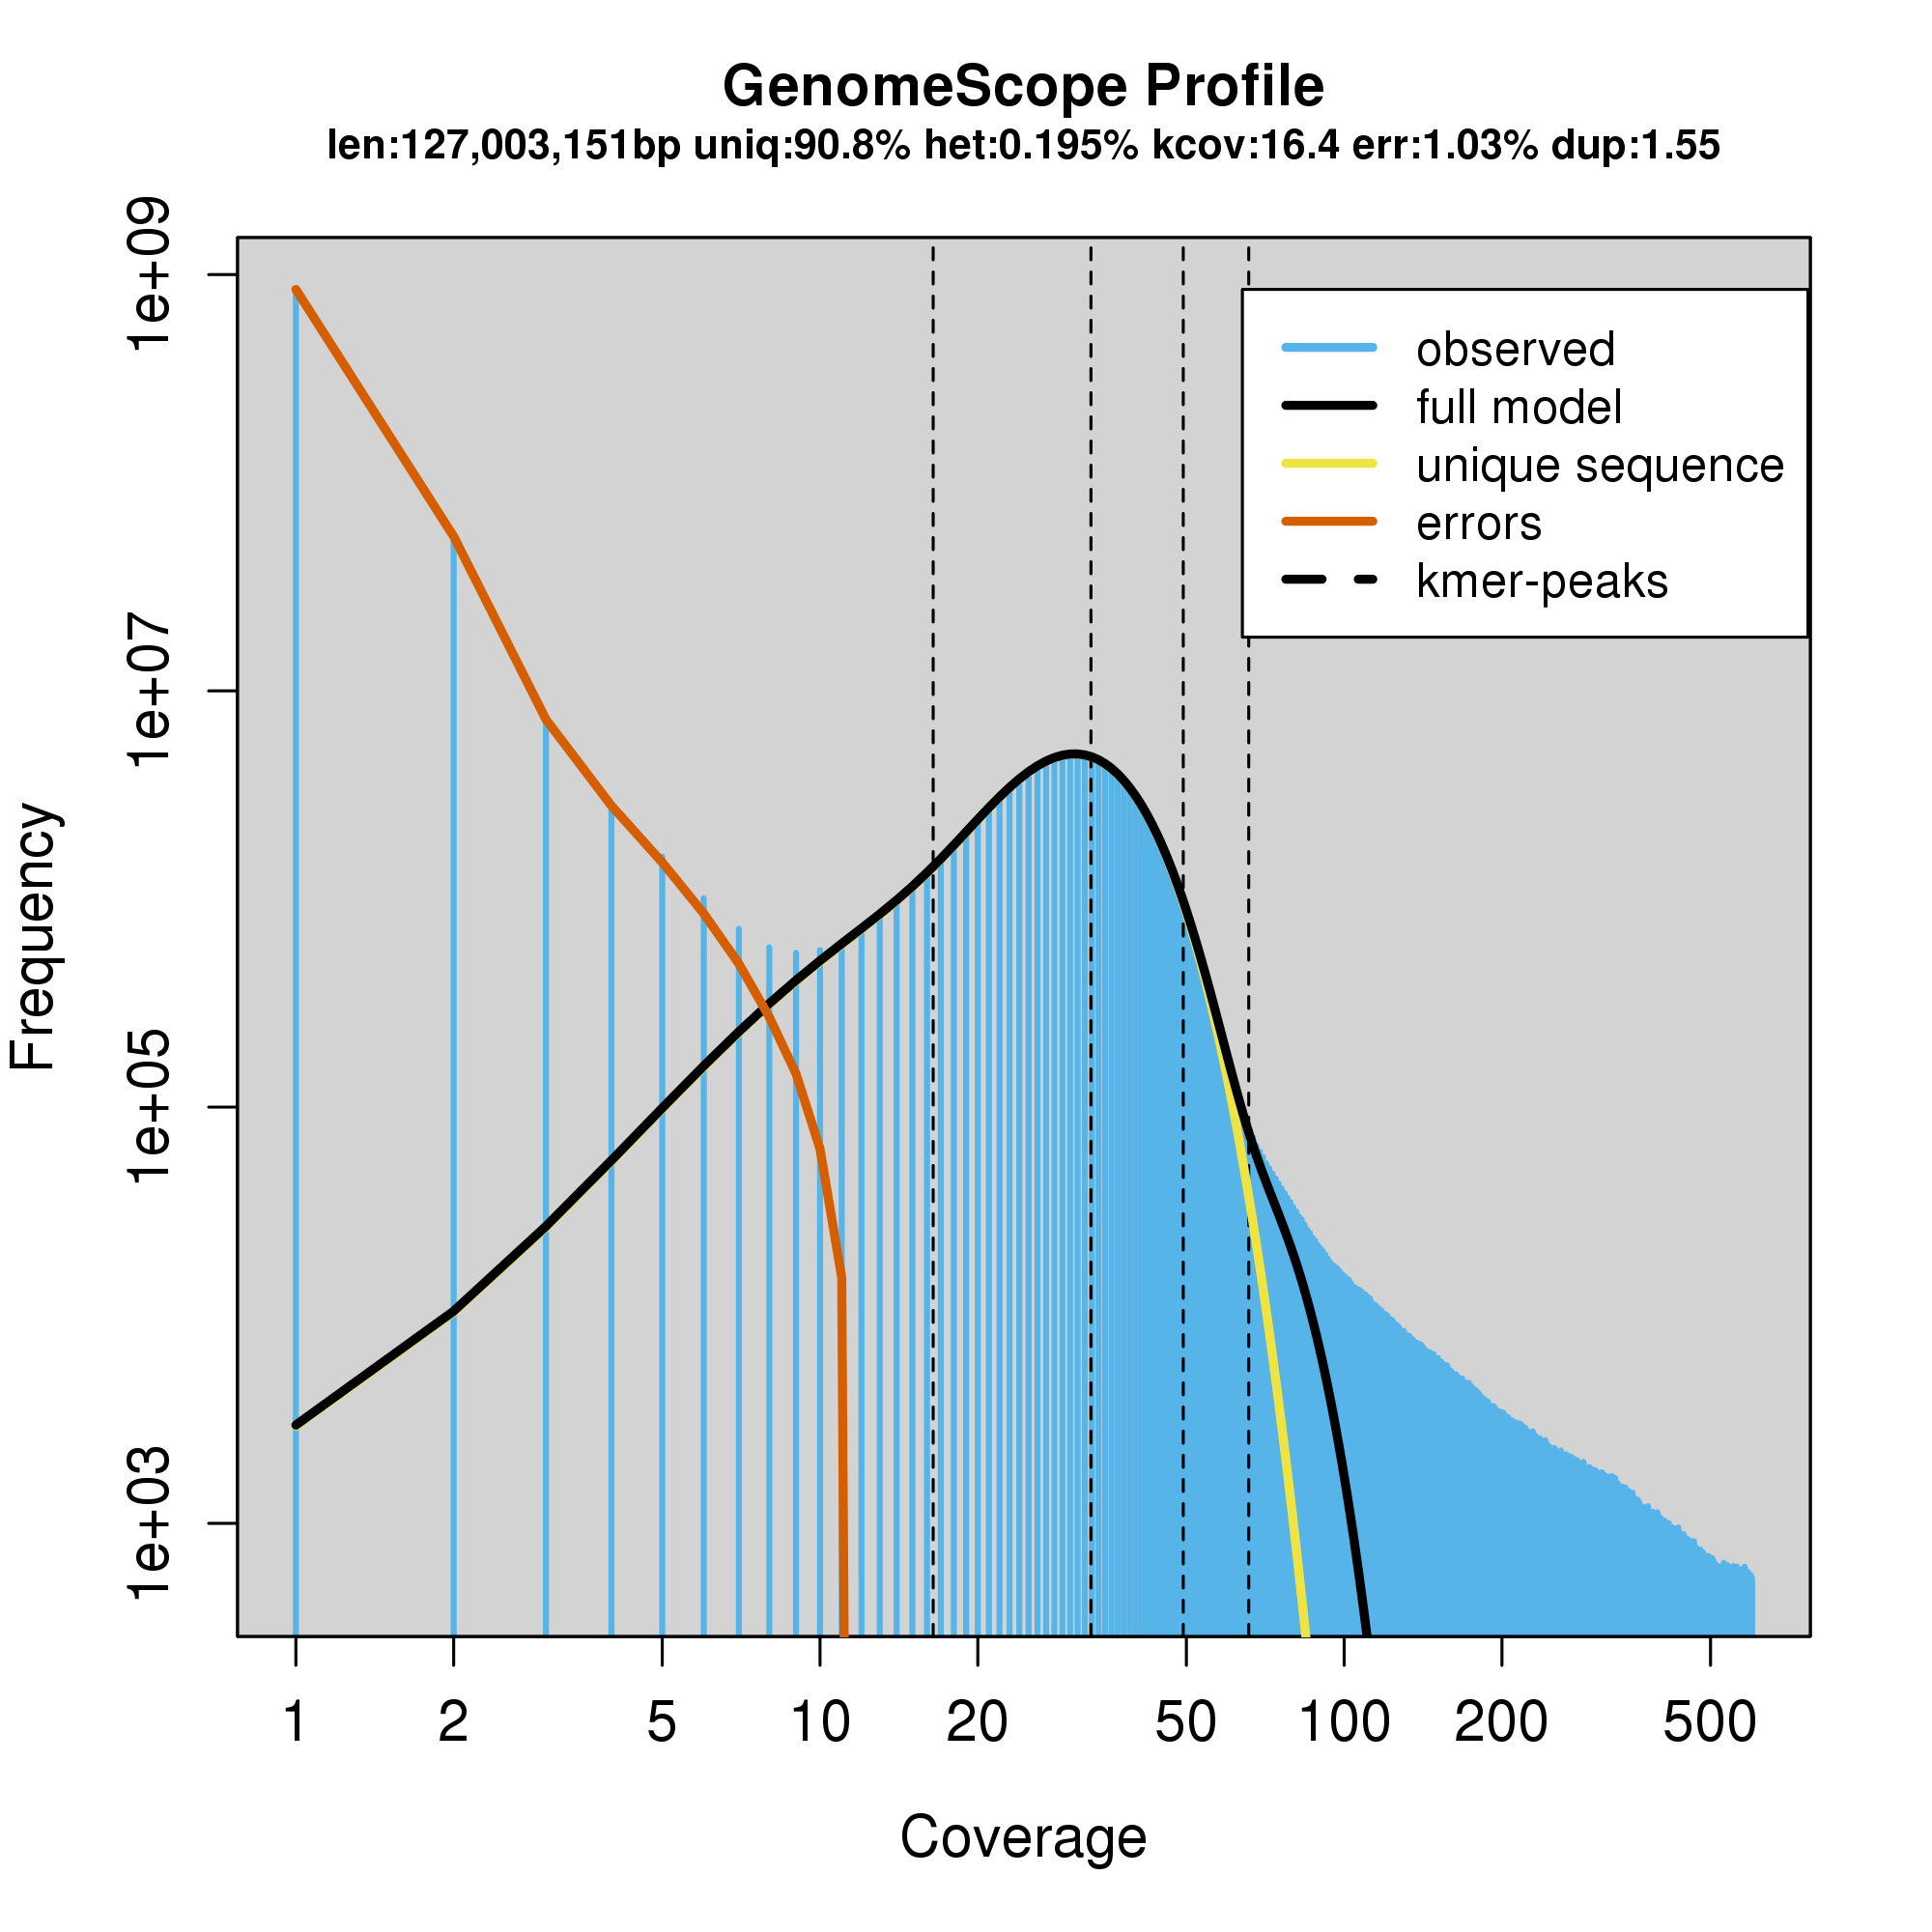 GenomeScope Profile
len:127,003,151bp uniq:90.8% het:0.195% kcov:16.4 err:1.03% dup:1.55
observed
full model
unique sequence
errors
kmer-peaks
Frequency
1e+09
1e+07
1e+05
1e+03
1 2 5 10 20 50 100 200 500
Coverage